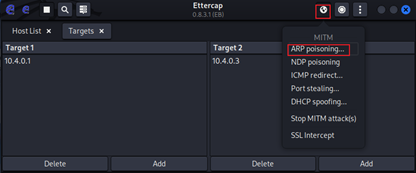 Ettercap
0.8.3.1 (EB)
Host List ×
Targets ×
Target 1
10.4.0.1
Target 2
10.4.0.3
MITM
ARP poisoning...
NDP poisoning
ICMP redirect...
Port stealing...
DHCP spoofing...
Stop MITM attack(s)
SSL Intercept
Delete
Add
Delete
Add